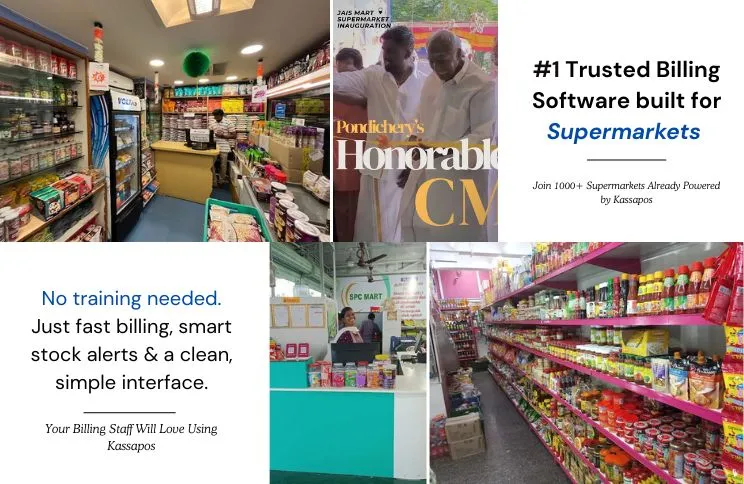 JAIS MART
SUPERMARKET
INAUGURATION
Pondichery's
Honorable
CM
#1 Trusted Billing
Software built for
Supermarkets
Join 1000+ Supermarkets Already Powered
by Kassapos
No training needed.
Just fast billing, smart
stock alerts & a clean,
simple interface.
Your Billing Staff Will Love Using
Kassapos
SPC MART